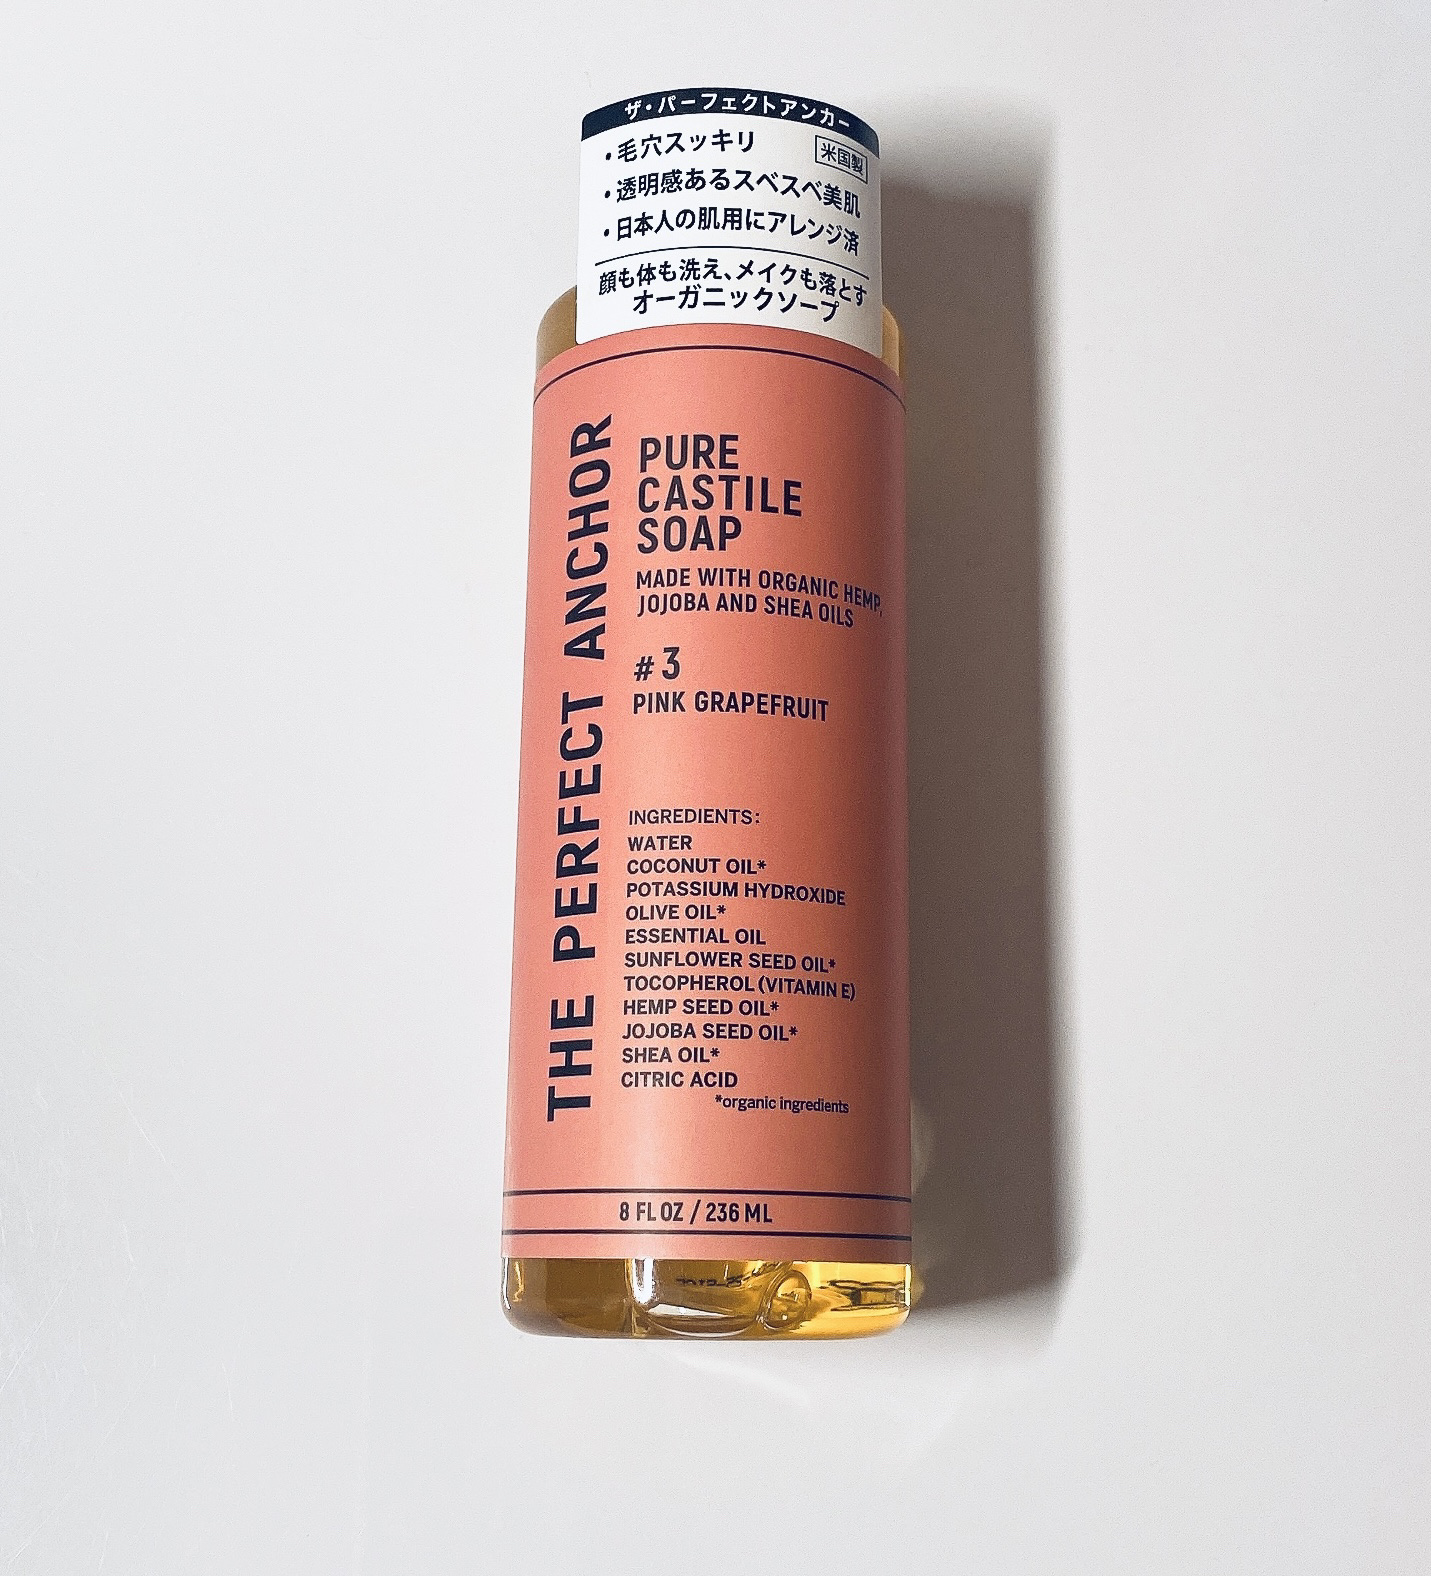 ザ・パーフェクトアンカー
・毛穴スッキリ
米国製
・透明感あるスベスベ美肌
・日本人の肌用にアレンジ済
顔も体も洗え、メイクも落とす
オーガニックソープ
THE PERFECT ANCHOR
PURE
CASTILE
SOAP
MADE WITH ORGANIC HEMP,
JOJOBA AND SHEA OILS
#3
PINK GRAPEFRUIT
INGREDIENTS:
WATER
COCONUT OIL*
POTASSIUM HYDROXIDE
OLIVE OIL*
ESSENTIAL OIL
SUNFLOWER SEED OIL*
TOCOPHEROL (VITAMIN E)
HEMP SEED OIL*
JOJOBA SEED OIL*
SHEA OIL*
CITRIC ACID
*organic ingredients
8 FL OZ / 236 ML